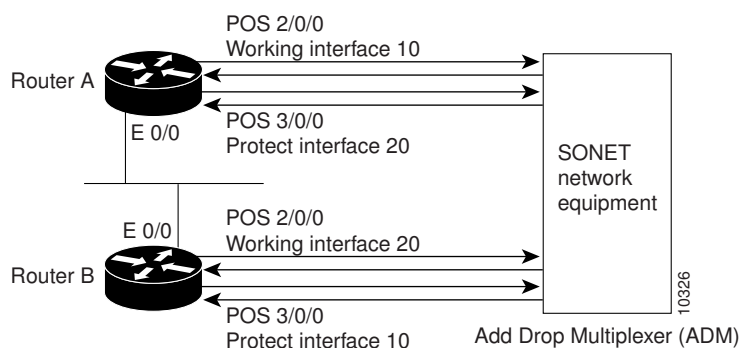 POS 2/0/0
Working interface 10
Router A
POS 3/0/0
Protect interface 20
E 0/0
SONET
network
equipment
E 0/0
POS 2/0/0
Working interface 20
Router B
POS 3/0/0
Protect interface 10
10326
Add Drop Multiplexer (ADM)